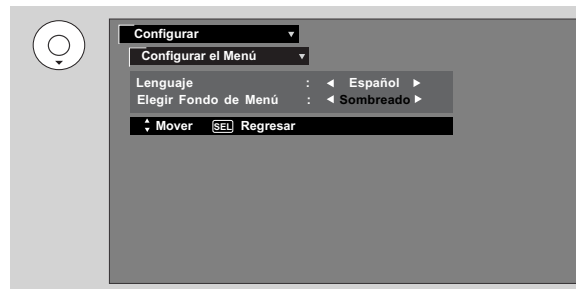 Configurar
Configurar el Menú
Lenguaje : Español
Elegir Fondo de Menú : Sombreado
Mover SEL Regresar